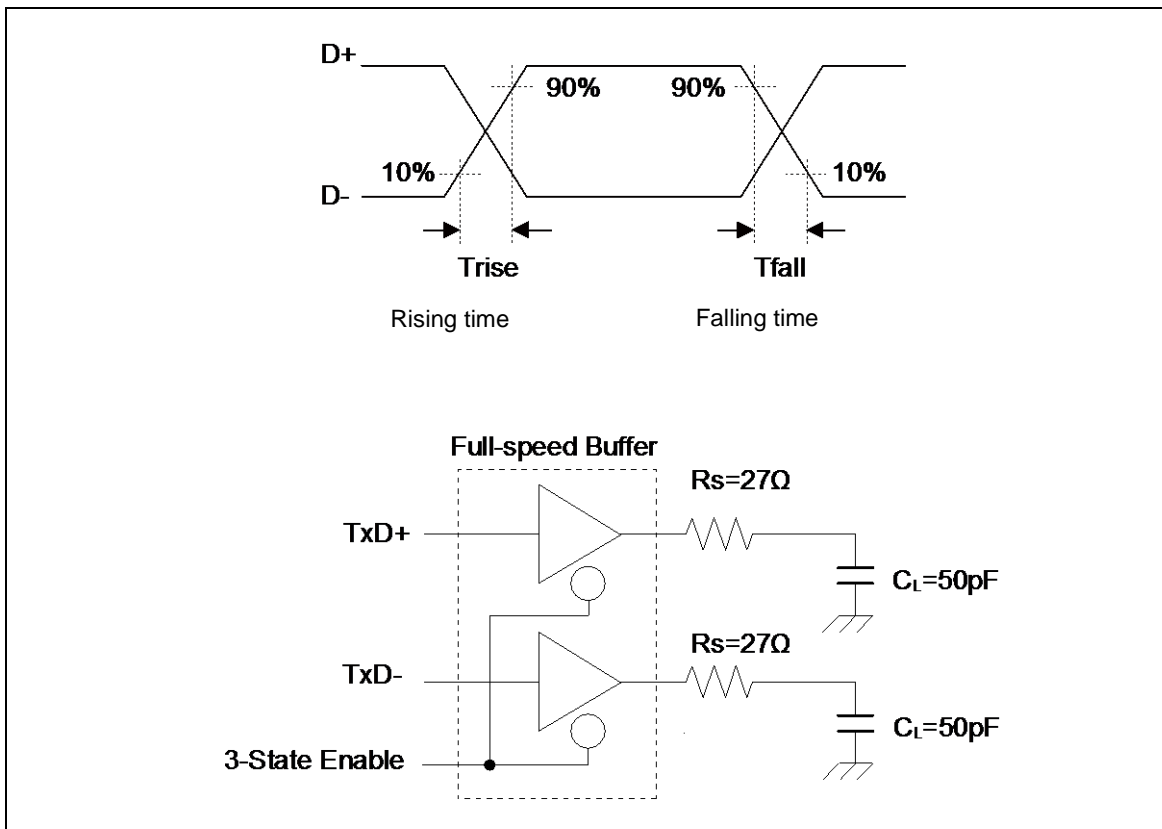 D+
90%
90%
10%
10%
D-
Trise
Tfall
Rising time
Falling time
Full-speed Buffer
Rs=27Ω
TxD+
CL=50pF
Rs=27Ω
TxD-
CL=50pF
3-State Enable